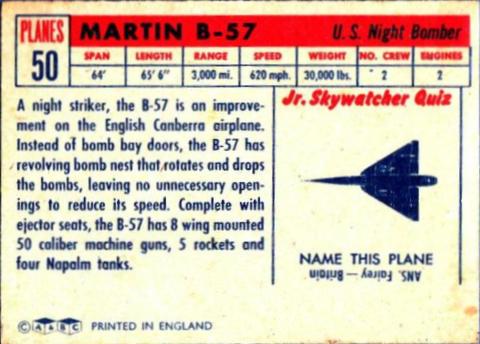 PLANES
50
MARTIN B-57
U. S. Night Bomber
SPAN LENGTH RANGE SPEED WEIGHT NO. CREW ENGINES
64' 65' 6" 3,000 mi. 620 mph. 30,000 lbs. 2 2
A night striker, the B-57 is an improve-
ment on the English Canberra airplane.
Instead of bomb bay doors, the B-57 has
revolving bomb nest that rotates and drops
the bombs, leaving no unnecessary open-
ings to reduce its speed. Complete with
ejector seats, the B-57 has 8 wing mounted
50 caliber machine guns, 5 rockets and
four Napalm tanks.
Jr. Skywatcher Quiz
NAME THIS PLANE
ANS. Fairey — Britain
© A & BC PRINTED IN ENGLAND